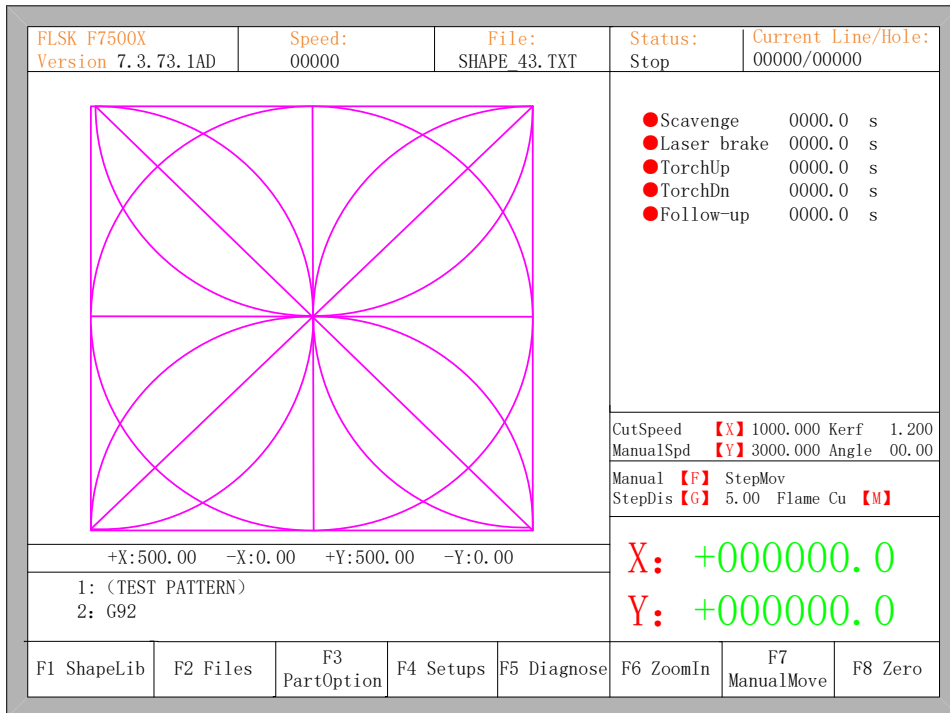 FLSK F7500X
Version 7.3.73.1AD
Speed:
00000
File:
SHAPE_43.TXT
Status:
Stop
Current Line/Hole:
00000/00000
Scavenge 0000.0 s
Laser brake 0000.0 s
TorchUp 0000.0 s
TorchDn 0000.0 s
Follow-up 0000.0 s
CutSpeed 【X】 1000.000 Kerf 1.200
ManualSpd 【Y】 3000.000 Angle 00.00
Manual 【F】 StepMov
StepDis【G】 5.00 Flame Cu 【M】
+X:500.00 -X:0.00 +Y:500.00 -Y:0.00
1: (TEST PATTERN)
2: G92
X: +000000.0
Y: +000000.0
F1 ShapeLib
F2 Files
F3
PartOption
F4 Setups
F5 Diagnose
F6 ZoomIn
F7
ManualMove
F8 Zero